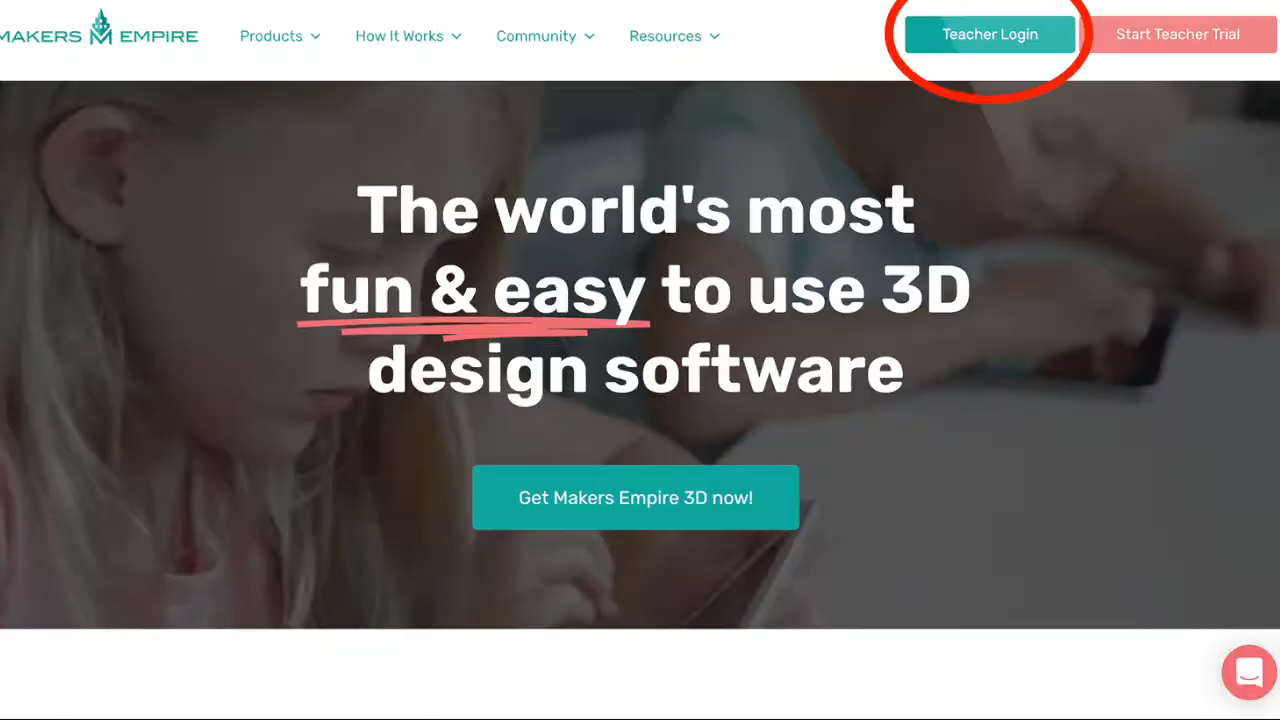 MAKERS EMPIRE
Products
How It Works
Community
Resources
Teacher Login
Start Teacher Trial
The world's most
fun & easy to use 3D
design software
Get Makers Empire 3D now!